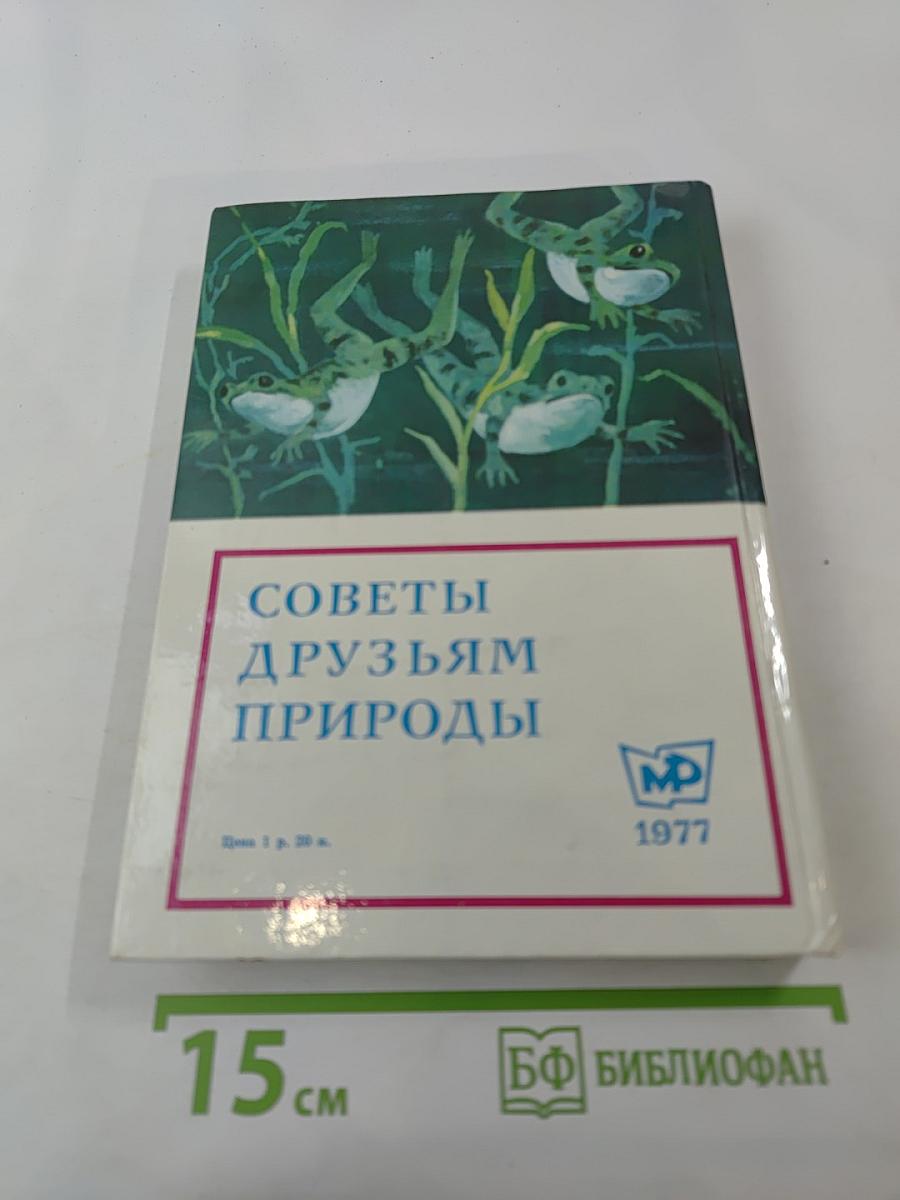 СОВЕТЫ
ДРУЗЬЯМ
ПРИРОДЫ
МР
1977
Цена 1 р. 20 к.
15 см
БФ БИБЛИОФАН